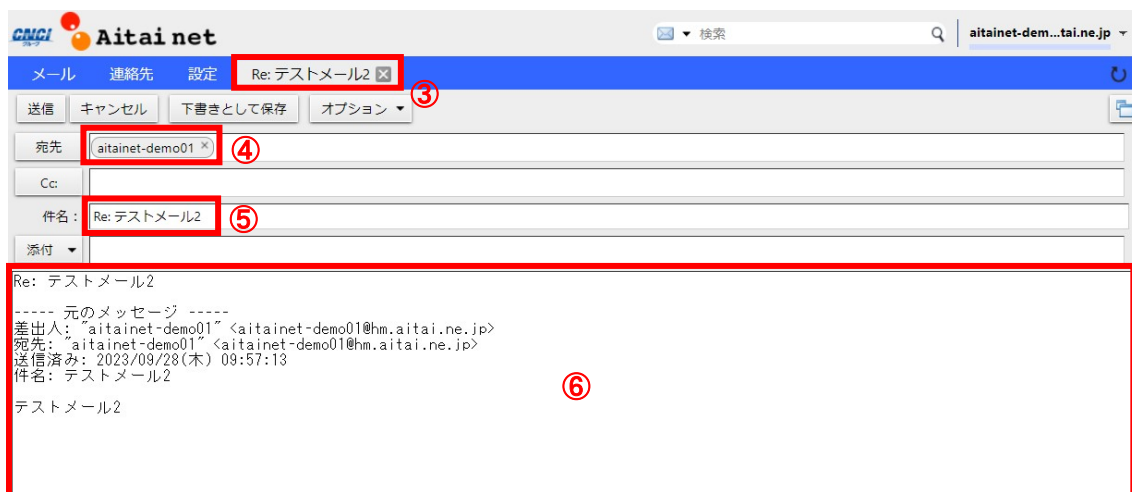 CNCI グループ Aitai net ▼ 検索 aitainet-dem...tai.ne.jp
メール 連絡先 設定 Re: テストメール2 ③
送信 キャンセル 下書きとして保存 オプション ▼
宛先 aitainet-demo01 × ④
Cc:
件名： Re: テストメール2 ⑤
添付 ▼
Re: テストメール2
----- 元のメッセージ -----
差出人: "aitainet-demo01" <aitainet-demo01@hm.aitai.ne.jp>
宛先: "aitainet-demo01" <aitainet-demo01@hm.aitai.ne.jp>
送信済み: 2023/09/28(木) 09:57:13
件名: テストメール2
⑥
テストメール2